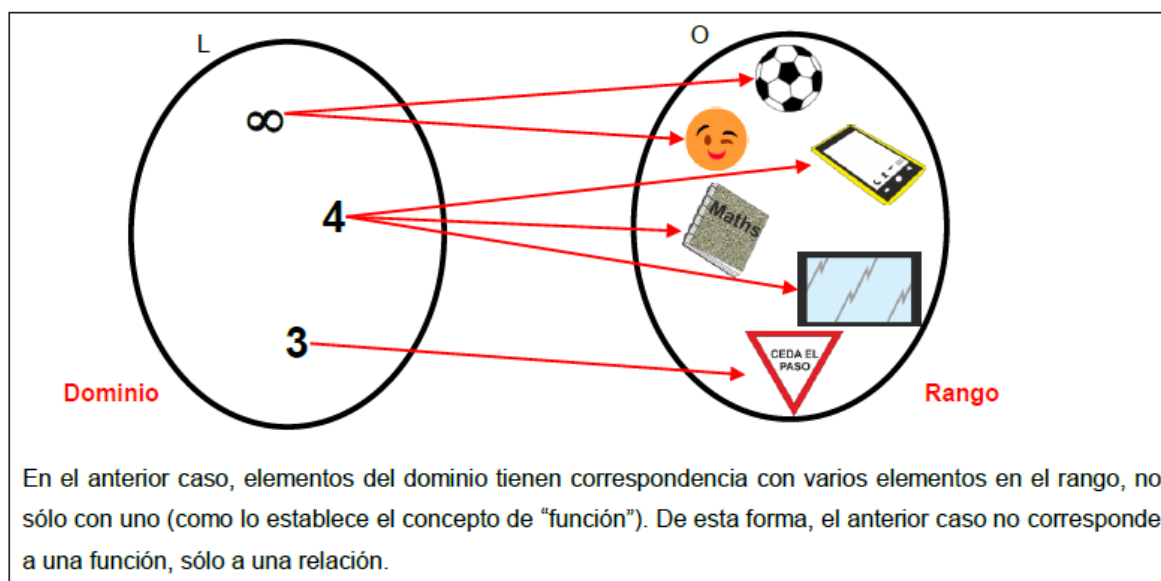 L
O
∞
4
Maths
3
CEDA EL
PASO
Dominio
Rango
En el anterior caso, elementos del dominio tienen correspondencia con varios elementos en el rango, no
sólo con uno (como lo establece el concepto de “función”). De esta forma, el anterior caso no corresponde
a una función, sólo a una relación.